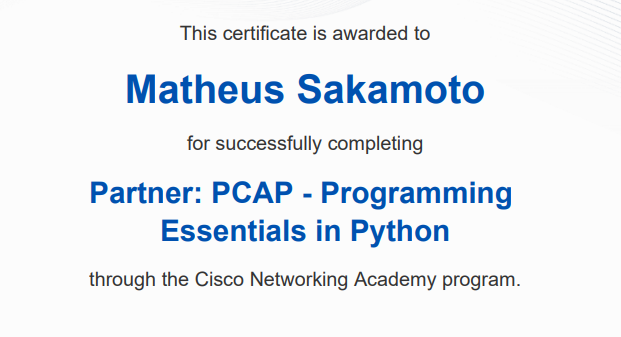 This certificate is awarded to
Matheus Sakamoto
for successfully completing
Partner: PCAP - Programming
Essentials in Python
through the Cisco Networking Academy program.